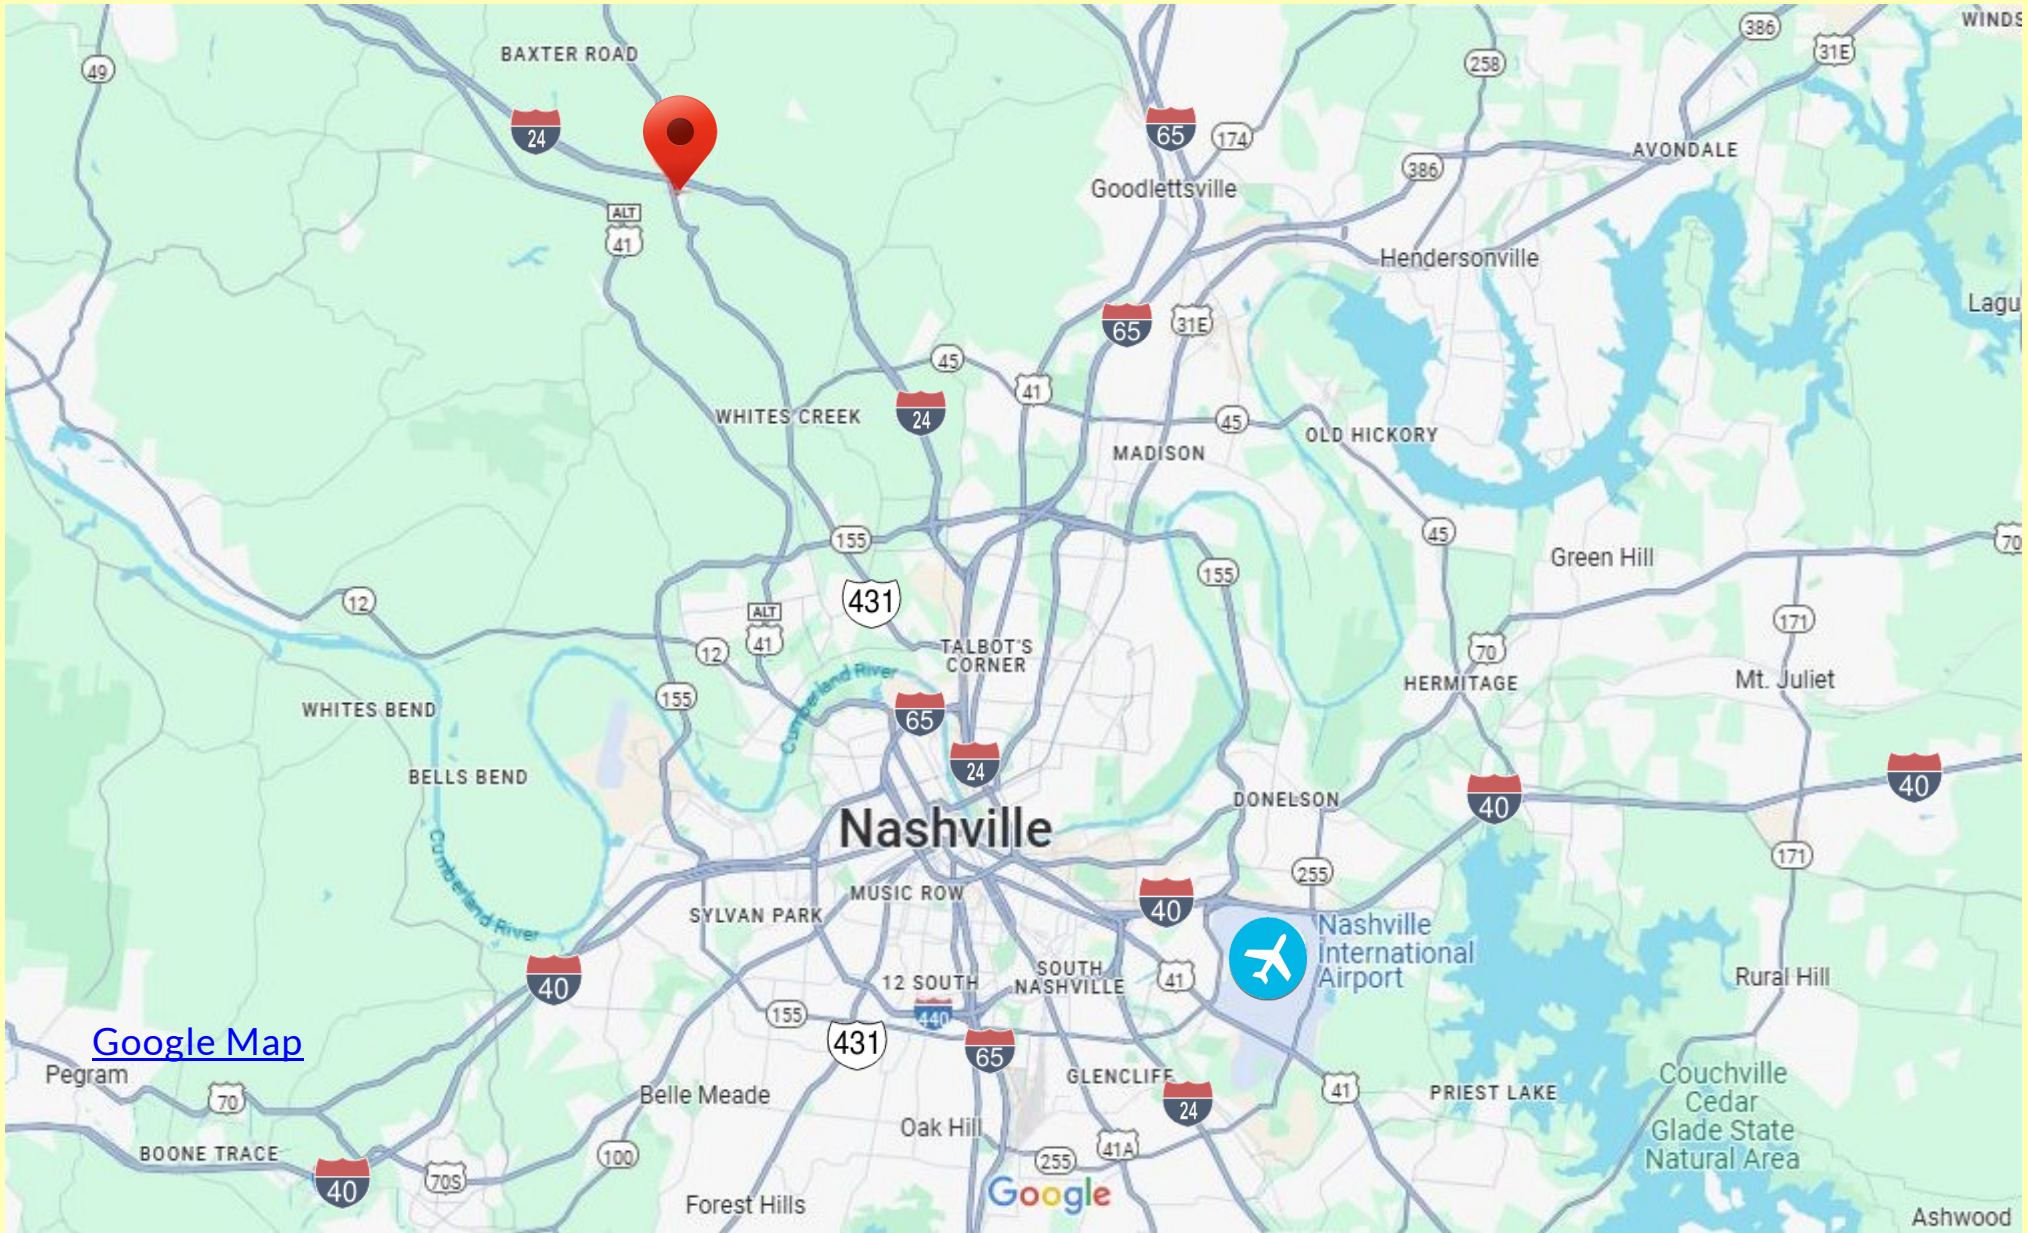 WINDS
386
31E
BAXTER ROAD
258
49
24
65
174
AVONDALE
386
Goodlettsville
ALT
41
Hendersonville
Lagu
65
31E
45
41
24
WHITES CREEK
45
OLD HICKORY
MADISON
45
155
70
Green Hill
155
12
431
ALT
41
171
TALBOT'S
CORNER
12
70
Cumberland River
HERMITAGE
Mt. Juliet
155
WHITES BEND
65
24
BELLS BEND
40
40
DONELSON
Nashville
171
255
Cumberland River
MUSIC ROW
40
SYLVAN PARK
Nashville
International
Airport
SOUTH
NASHVILLE
12 SOUTH
41
Rural Hill
40
155
440
431
65
Google Map
Pegram
GLENCLIFF
Couchville
Cedar
Glade State
Natural Area
41
PRIEST LAKE
70
Belle Meade
24
Oak Hill
41A
BOONE TRACE
100
255
70S
40
Google
Forest Hills
Ashwood